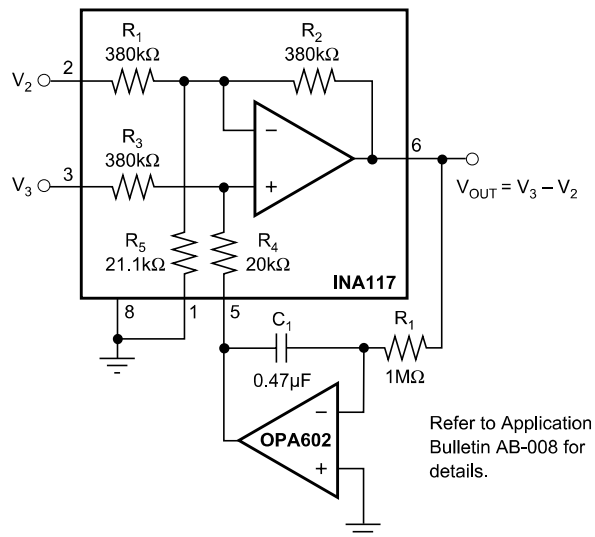 R1
380kΩ
R2
380kΩ
V2
2
R3
380kΩ
V3
3
−
+
6
VOUT = V3 – V2
R5
21.1kΩ
R4
20kΩ
INA117
8
1
5
C1
0.47µF
R1
1MΩ
−
OPA602
+
Refer to Application
Bulletin AB-008 for
details.